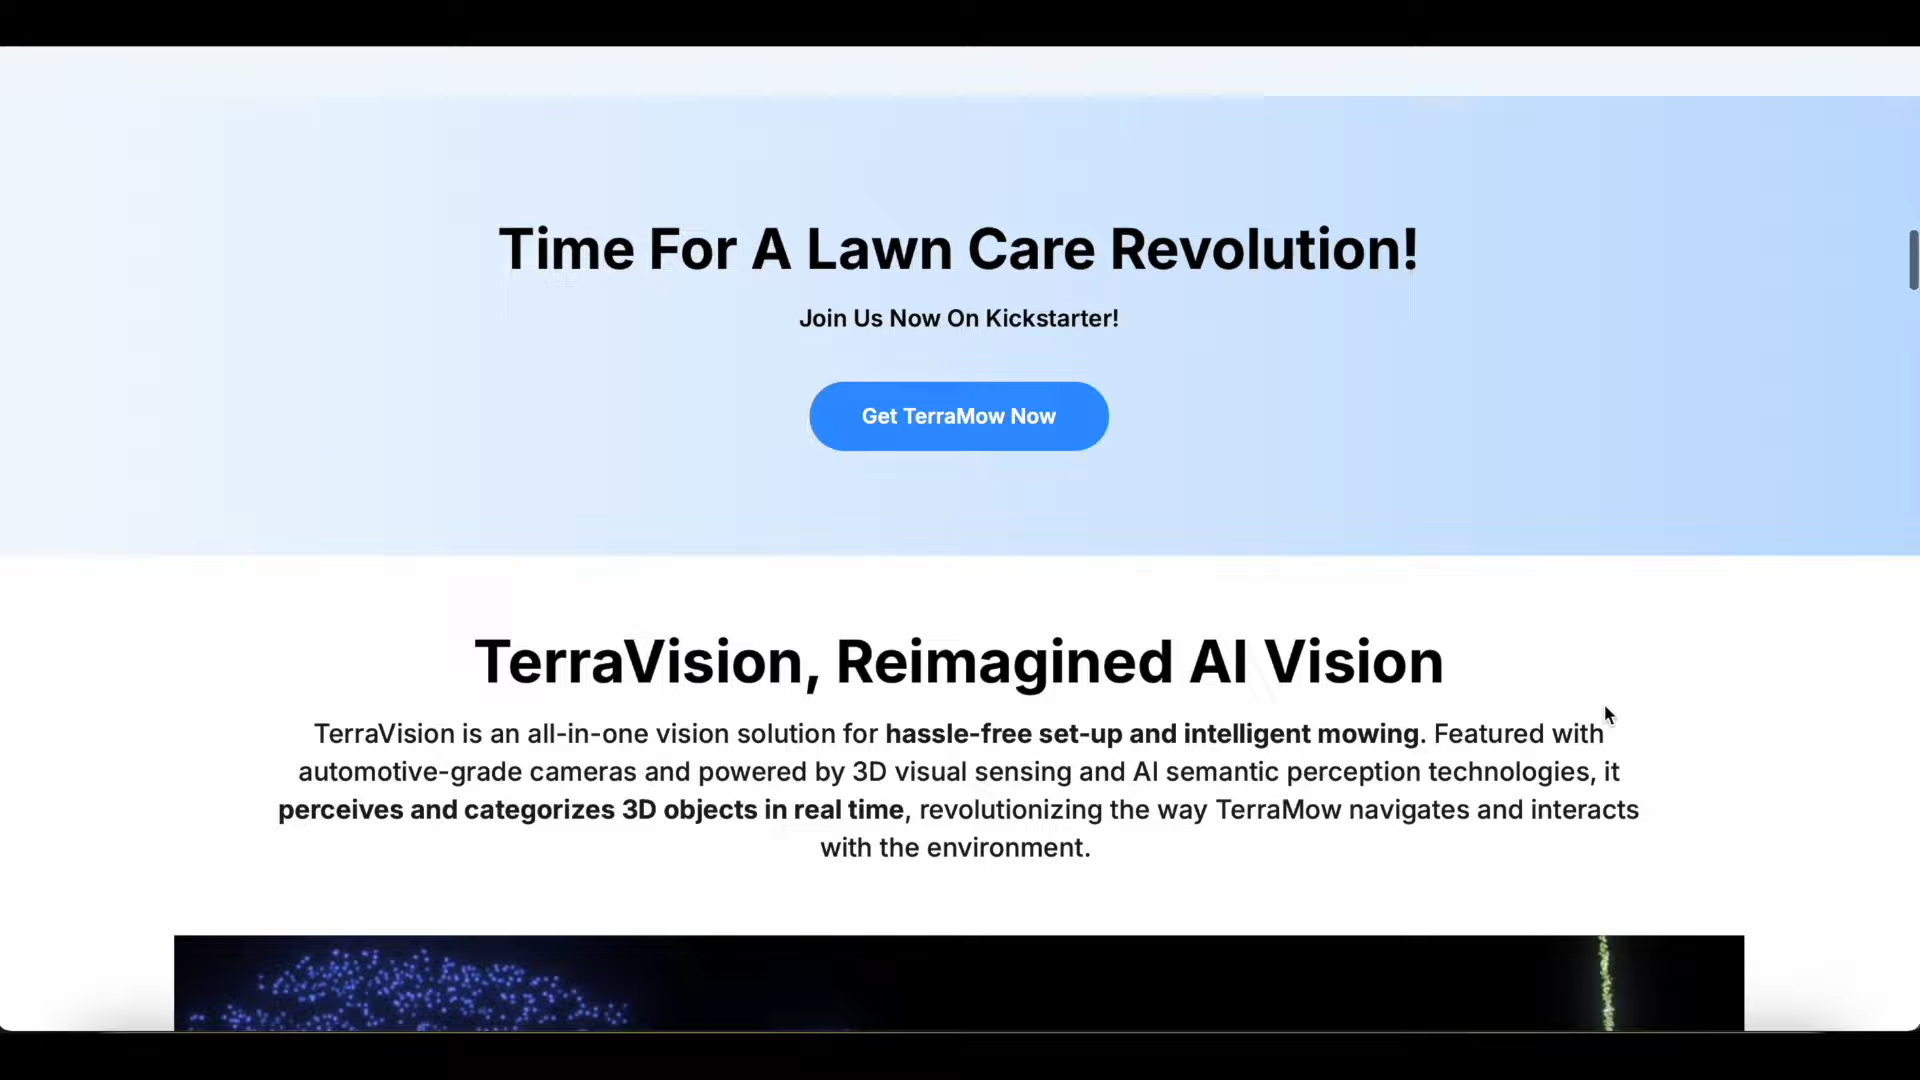 Time For A Lawn Care Revolution!
Join Us Now On Kickstarter!
Get TerraMow Now
TerraVision, Reimagined AI Vision
TerraVision is an all-in-one vision solution for hassle-free set-up and intelligent mowing. Featured with
automotive-grade cameras and powered by 3D visual sensing and AI semantic perception technologies, it
perceives and categorizes 3D objects in real time, revolutionizing the way TerraMow navigates and interacts
with the environment.